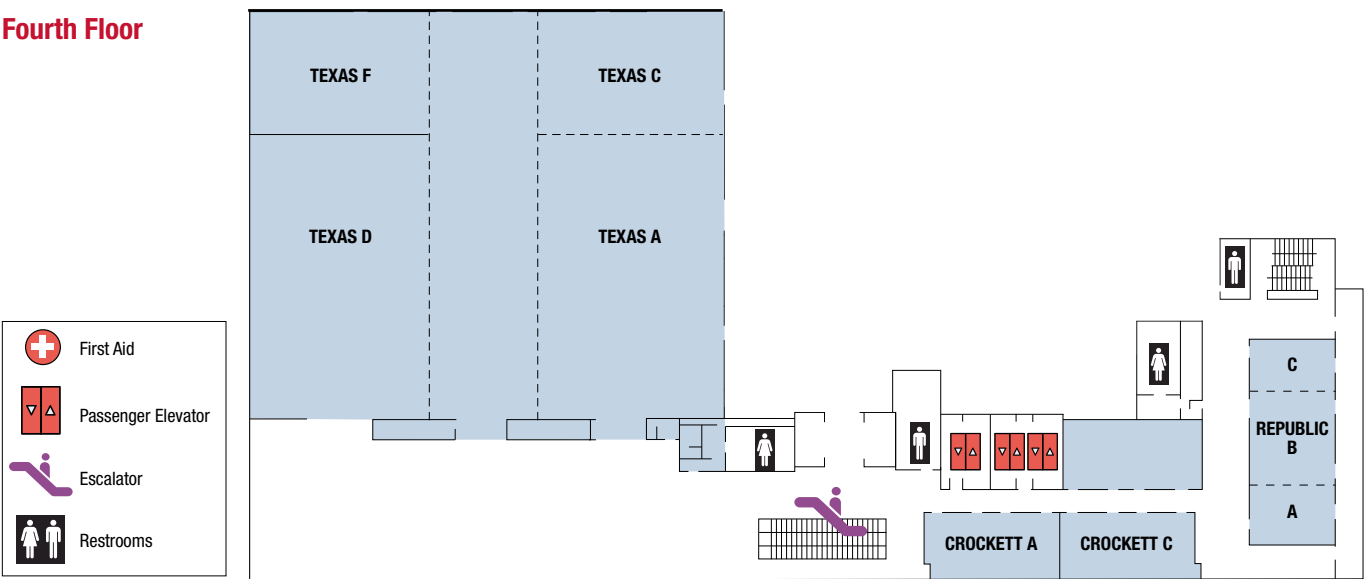 Fourth Floor
TEXAS F
TEXAS C
TEXAS D
TEXAS A
First Aid
Passenger Elevator
Escalator
Restrooms
C
REPUBLIC
B
A
CROCKETT A
CROCKETT C